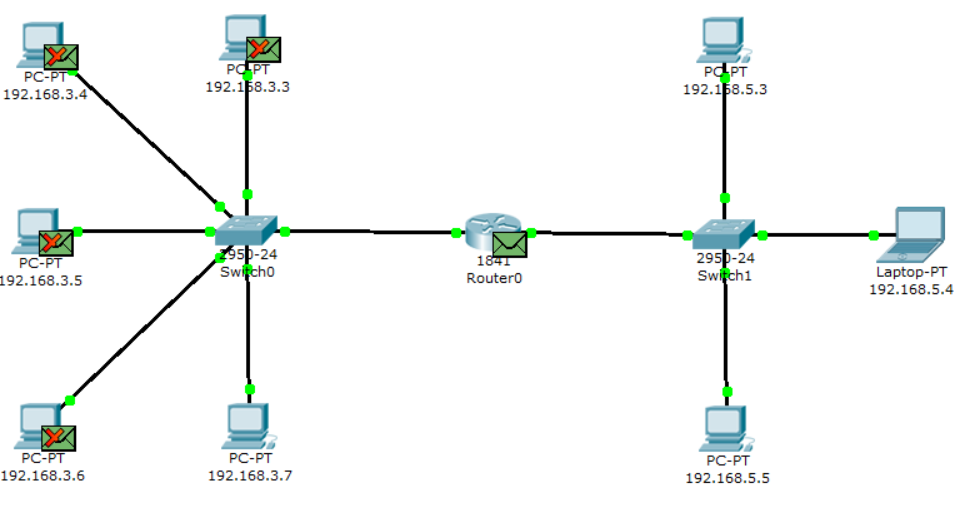 PC-PT
192.168.3.4
PC-PT
192.168.3.3
PC-PT
192.168.5.3
PC-PT
192.168.3.5
2950-24
Switch0
1841
Router0
2950-24
Switch1
Laptop-PT
192.168.5.4
PC-PT
192.168.3.6
PC-PT
192.168.3.7
PC-PT
192.168.5.5